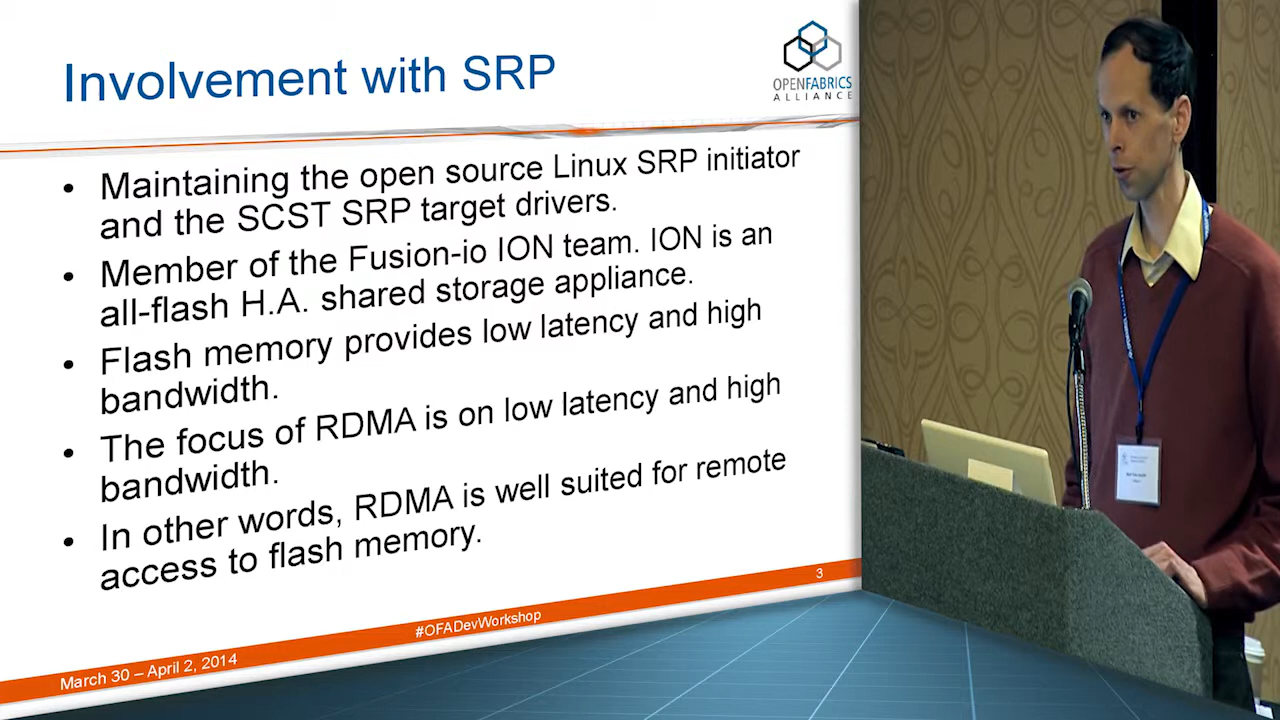 Involvement with SRP
OPENFABRICS
ALLIANCE
• Maintaining the open source Linux SRP initiator
and the SCST SRP target drivers.
• Member of the Fusion-io ION team. ION is an
all-flash H.A. shared storage appliance.
• Flash memory provides low latency and high
bandwidth.
• The focus of RDMA is on low latency and high
bandwidth.
• In other words, RDMA is well suited for remote
access to flash memory.
3
#OFADevWorkshop
March 30 – April 2, 2014